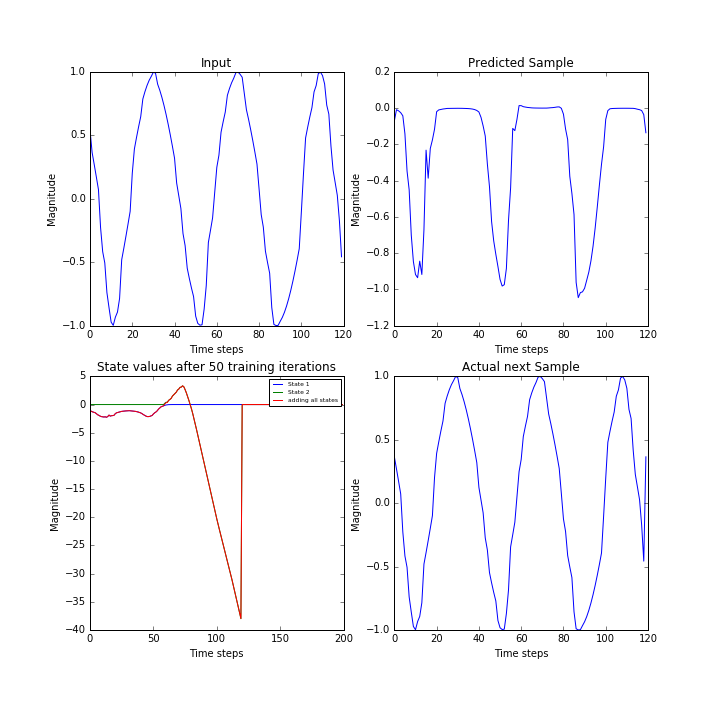 Input
1.0
0.5
0.0
−0.5
−1.0
Magnitude
0 20 40 60 80 100 120
Time steps
Predicted Sample
0.2
0.0
−0.2
−0.4
−0.6
−0.8
−1.0
−1.2
Magnitude
0 20 40 60 80 100 120
Time steps
State values after 50 training iterations
5
0
−5
−10
−15
−20
−25
−30
−35
−40
Magnitude
State 1
State 2
adding all states
0 50 100 150 200
Time steps
Actual next Sample
1.0
0.5
0.0
−0.5
−1.0
Magnitude
0 20 40 60 80 100 120
Time steps